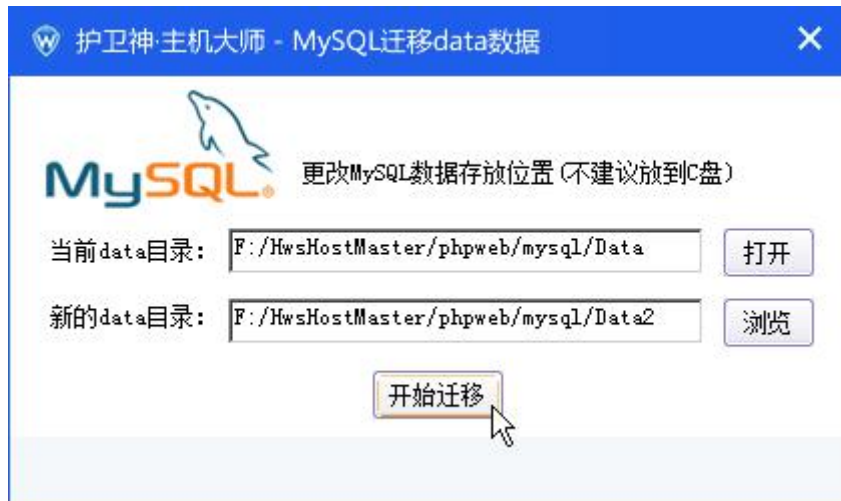 护卫神·主机大师 - MySQL迁移data数据
MySQL
更改MySQL数据存放位置(不建议放到C盘)
当前data目录: F:/HwsHostMaster/phpweb/mysql/Data 打开
新的data目录: F:/HwsHostMaster/phpweb/mysql/Data2 浏览
开始迁移